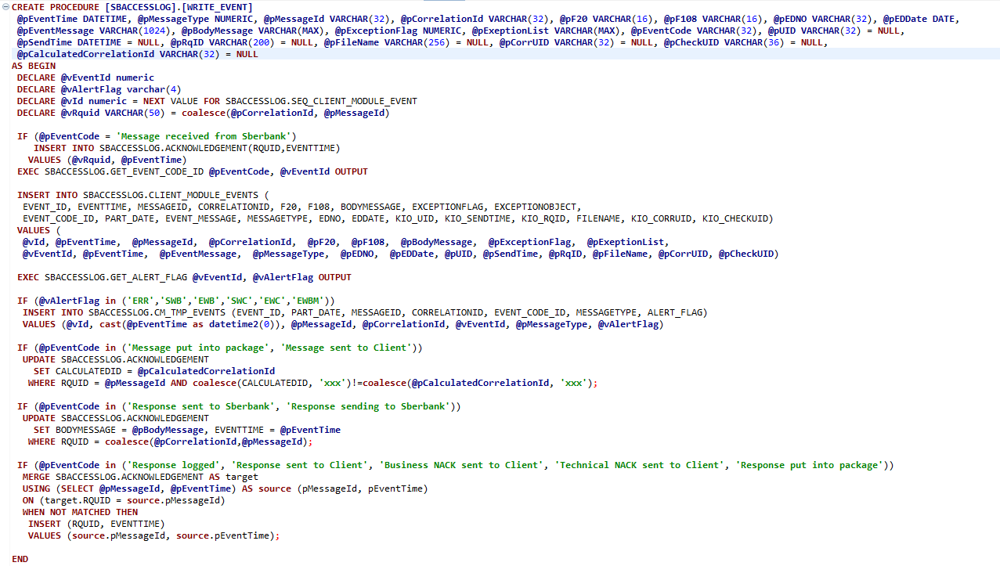 CREATE PROCEDURE [SBACCESSLOG].[WRITE_EVENT]
@pEventTime DATETIME, @pMessageType NUMERIC, @pMessageId VARCHAR(32), @pCorrelationId VARCHAR(32), @pF20 VARCHAR(16), @pF108 VARCHAR(16), @pEDNO VARCHAR(32), @pEDDate DATE,
@pEventMessage VARCHAR(1024), @pBodyMessage VARCHAR(MAX), @pExceptionFlag NUMERIC, @pExeptionList VARCHAR(MAX), @pEventCode VARCHAR(32), @pUID VARCHAR(32) = NULL,
@pSendTime DATETIME = NULL, @pRqID VARCHAR(200) = NULL, @pFileName VARCHAR(256) = NULL, @pCorrUID VARCHAR(32) = NULL, @pCheckUID VARCHAR(36) = NULL,
@pCalculatedCorrelationId VARCHAR(32) = NULL
AS BEGIN
DECLARE @vEventId numeric
DECLARE @vAlertFlag varchar(4)
DECLARE @vId numeric = NEXT VALUE FOR SBACCESSLOG.SEQ_CLIENT_MODULE_EVENT
DECLARE @vRquid VARCHAR(50) = coalesce(@pCorrelationId, @pMessageId)
IF (@pEventCode = 'Message received from Sberbank')
INSERT INTO SBACCESSLOG.ACKNOWLEDGEMENT(RQUID,EVENTTIME)
VALUES (@vRquid, @pEventTime)
EXEC SBACCESSLOG.GET_EVENT_CODE_ID @pEventCode, @vEventId OUTPUT
INSERT INTO SBACCESSLOG.CLIENT_MODULE_EVENTS (
EVENT_ID, EVENTTIME, MESSAGEID, CORRELATIONID, F20, F108, BODYMESSAGE, EXCEPTIONFLAG, EXCEPTIONOBJECT,
EVENT_CODE_ID, PART_DATE, EVENT_MESSAGE, MESSAGETYPE, EDNO, EDDATE, KIO_UID, KIO_SENDTIME, KIO_RQID, FILENAME, KIO_CORRUID, KIO_CHECKUID)
VALUES (
@vId, @pEventTime, @pMessageId, @pCorrelationId, @pF20, @pF108, @pBodyMessage, @pExceptionFlag, @pExeptionList,
@vEventId, @pEventTime, @pEventMessage, @pMessageType, @pEDNO, @pEDDate, @pUID, @pSendTime, @pRqID, @pFileName, @pCorrUID, @pCheckUID)
EXEC SBACCESSLOG.GET_ALERT_FLAG @vEventId, @vAlertFlag OUTPUT
IF (@vAlertFlag in ('ERR','SWB','EWB','SWC','EWC','EWBM'))
INSERT INTO SBACCESSLOG.CM_TMP_EVENTS (EVENT_ID, PART_DATE, MESSAGEID, CORRELATIONID, EVENT_CODE_ID, MESSAGETYPE, ALERT_FLAG)
VALUES (@vId, cast(@pEventTime as datetime2(0)), @pMessageId, @pCorrelationId, @vEventId, @pMessageType, @vAlertFlag)
IF (@pEventCode in ('Message put into package', 'Message sent to Client'))
UPDATE SBACCESSLOG.ACKNOWLEDGEMENT
SET CALCULATEDID = @pCalculatedCorrelationId
WHERE RQUID = @pMessageId AND coalesce(CALCULATEDID, 'xxx')!=coalesce(@pCalculatedCorrelationId, 'xxx');
IF (@pEventCode in ('Response sent to Sberbank', 'Response sending to Sberbank'))
UPDATE SBACCESSLOG.ACKNOWLEDGEMENT
SET BODYMESSAGE = @pBodyMessage, EVENTTIME = @pEventTime
WHERE RQUID = coalesce(@pCorrelationId,@pMessageId);
IF (@pEventCode in ('Response logged', 'Response sent to Client', 'Business NACK sent to Client', 'Technical NACK sent to Client', 'Response put into package'))
MERGE SBACCESSLOG.ACKNOWLEDGEMENT AS target
USING (SELECT @pMessageId, @pEventTime) AS source (pMessageId, pEventTime)
ON (target.RQUID = source.pMessageId)
WHEN NOT MATCHED THEN
INSERT (RQUID, EVENTTIME)
VALUES (source.pMessageId, source.pEventTime);
END